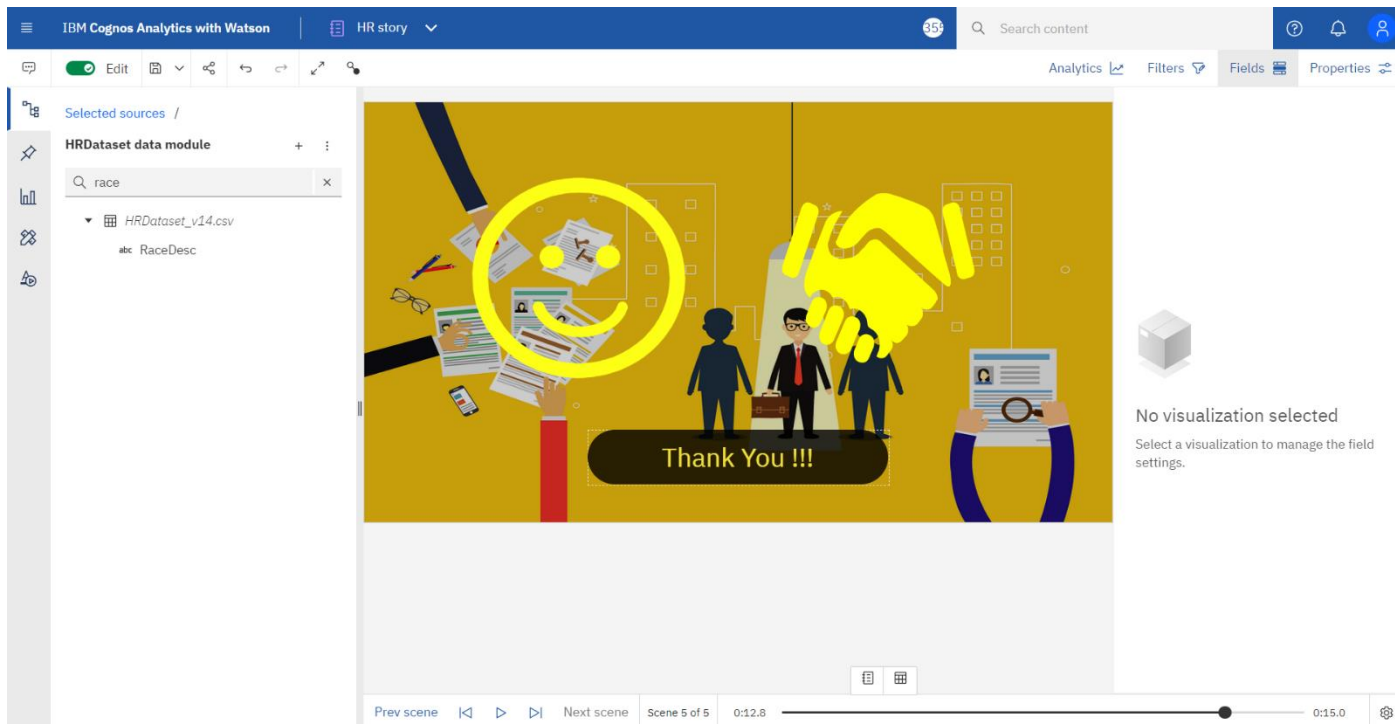 IBM Cognos Analytics with Watson
HR story
Search content
Edit
Analytics
Filters
Fields
Properties
Selected sources /
HRDataset data module
race
HRDataset_v14.csv
abc RaceDesc
Thank You !!!
No visualization selected
Select a visualization to manage the field
settings.
Prev scene
Next scene
Scene 5 of 5
0:12.8
0:15.0